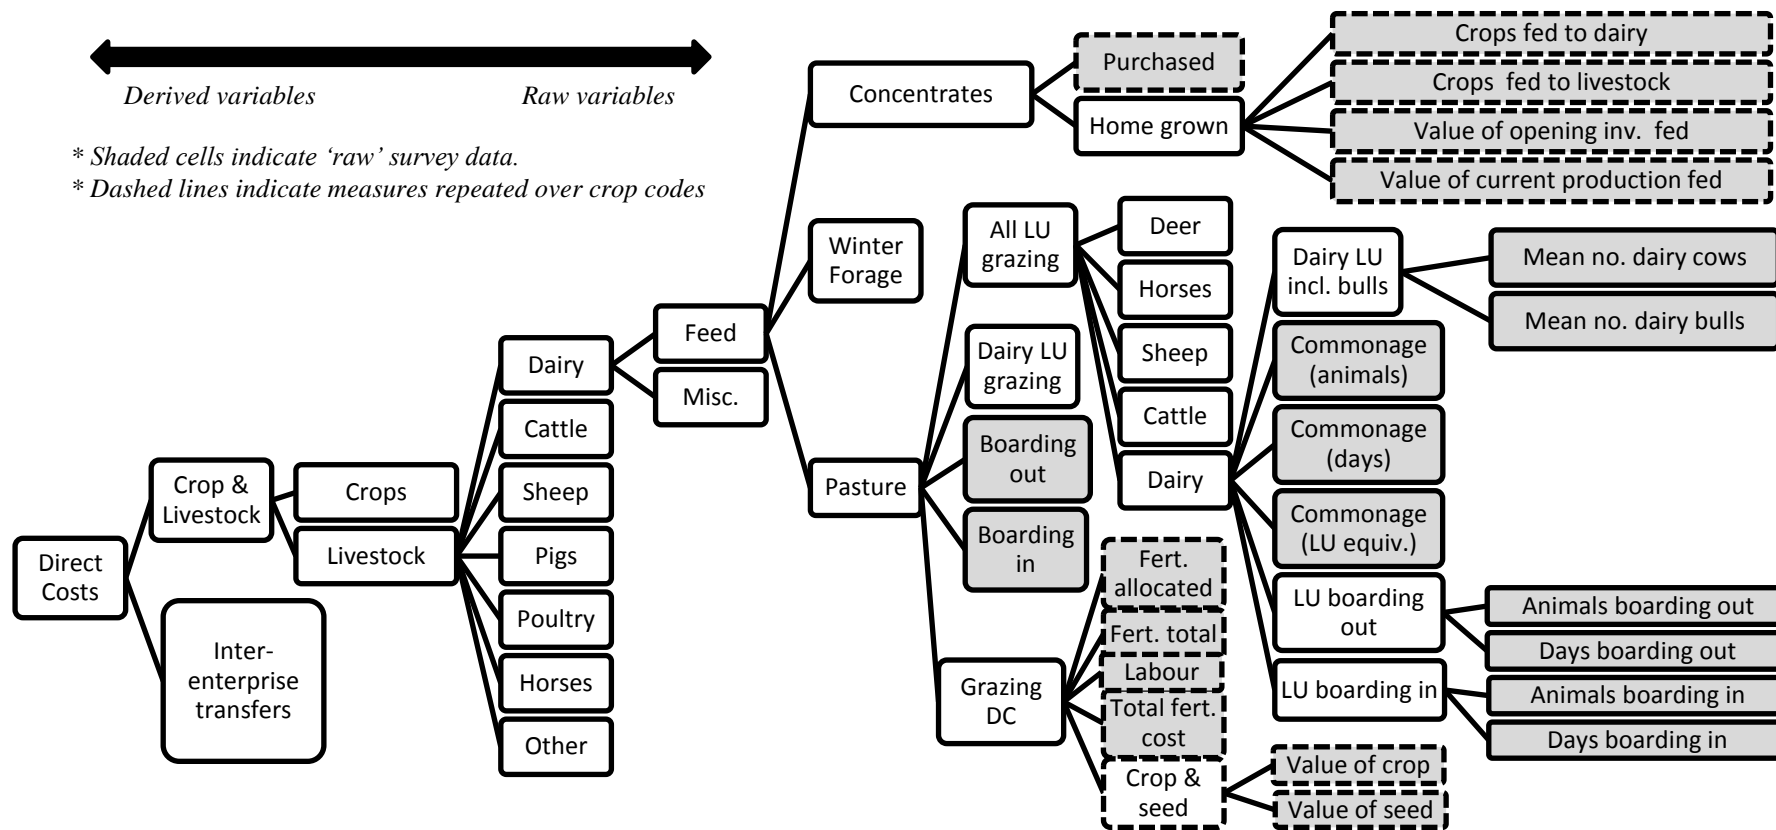 Derived variables
Raw variables
* Shaded cells indicate ‘raw’ survey data.
* Dashed lines indicate measures repeated over crop codes
Direct
Costs
Crop &
Livestock
Inter-
enterprise
transfers
Crops
Livestock
Dairy
Cattle
Sheep
Pigs
Poultry
Horses
Other
Feed
Misc.
Concentrates
Winter
Forage
Pasture
Purchased
Home grown
Crops fed to dairy
Crops fed to livestock
Value of opening inv. fed
Value of current production fed
All LU
grazing
Dairy LU
grazing
Boarding
out
Boarding
in
Grazing
DC
Deer
Horses
Sheep
Cattle
Dairy
Fert.
allocated
Fert. total
Labour
Total fert.
cost
Crop &
seed
Dairy LU
incl. bulls
Commonage
(animals)
Commonage
(days)
Commonage
(LU equiv.)
LU boarding
out
LU boarding in
Value of crop
Value of seed
Mean no. dairy cows
Mean no. dairy bulls
Animals boarding out
Days boarding out
Animals boarding in
Days boarding in